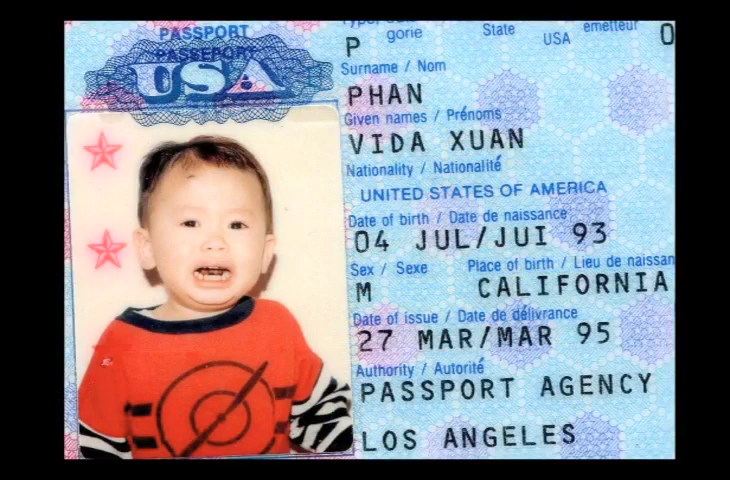 PASSPORT
PASSEPORT
USA
gorie State emetteur
P USA
Surname / Nom
PHAN
Given names / Prénoms
VIDA XUAN
Nationality / Nationalité
UNITED STATES OF AMERICA
Date of birth / Date de naissance
04 JUL/JUI 93
Sex / Sexe Place of birth / Lieu de naissan
M CALIFORNIA
Date of issue / Date de délivrance
27 MAR/MAR 95
Authority / Autorité
PASSPORT AGENCY
LOS ANGELES